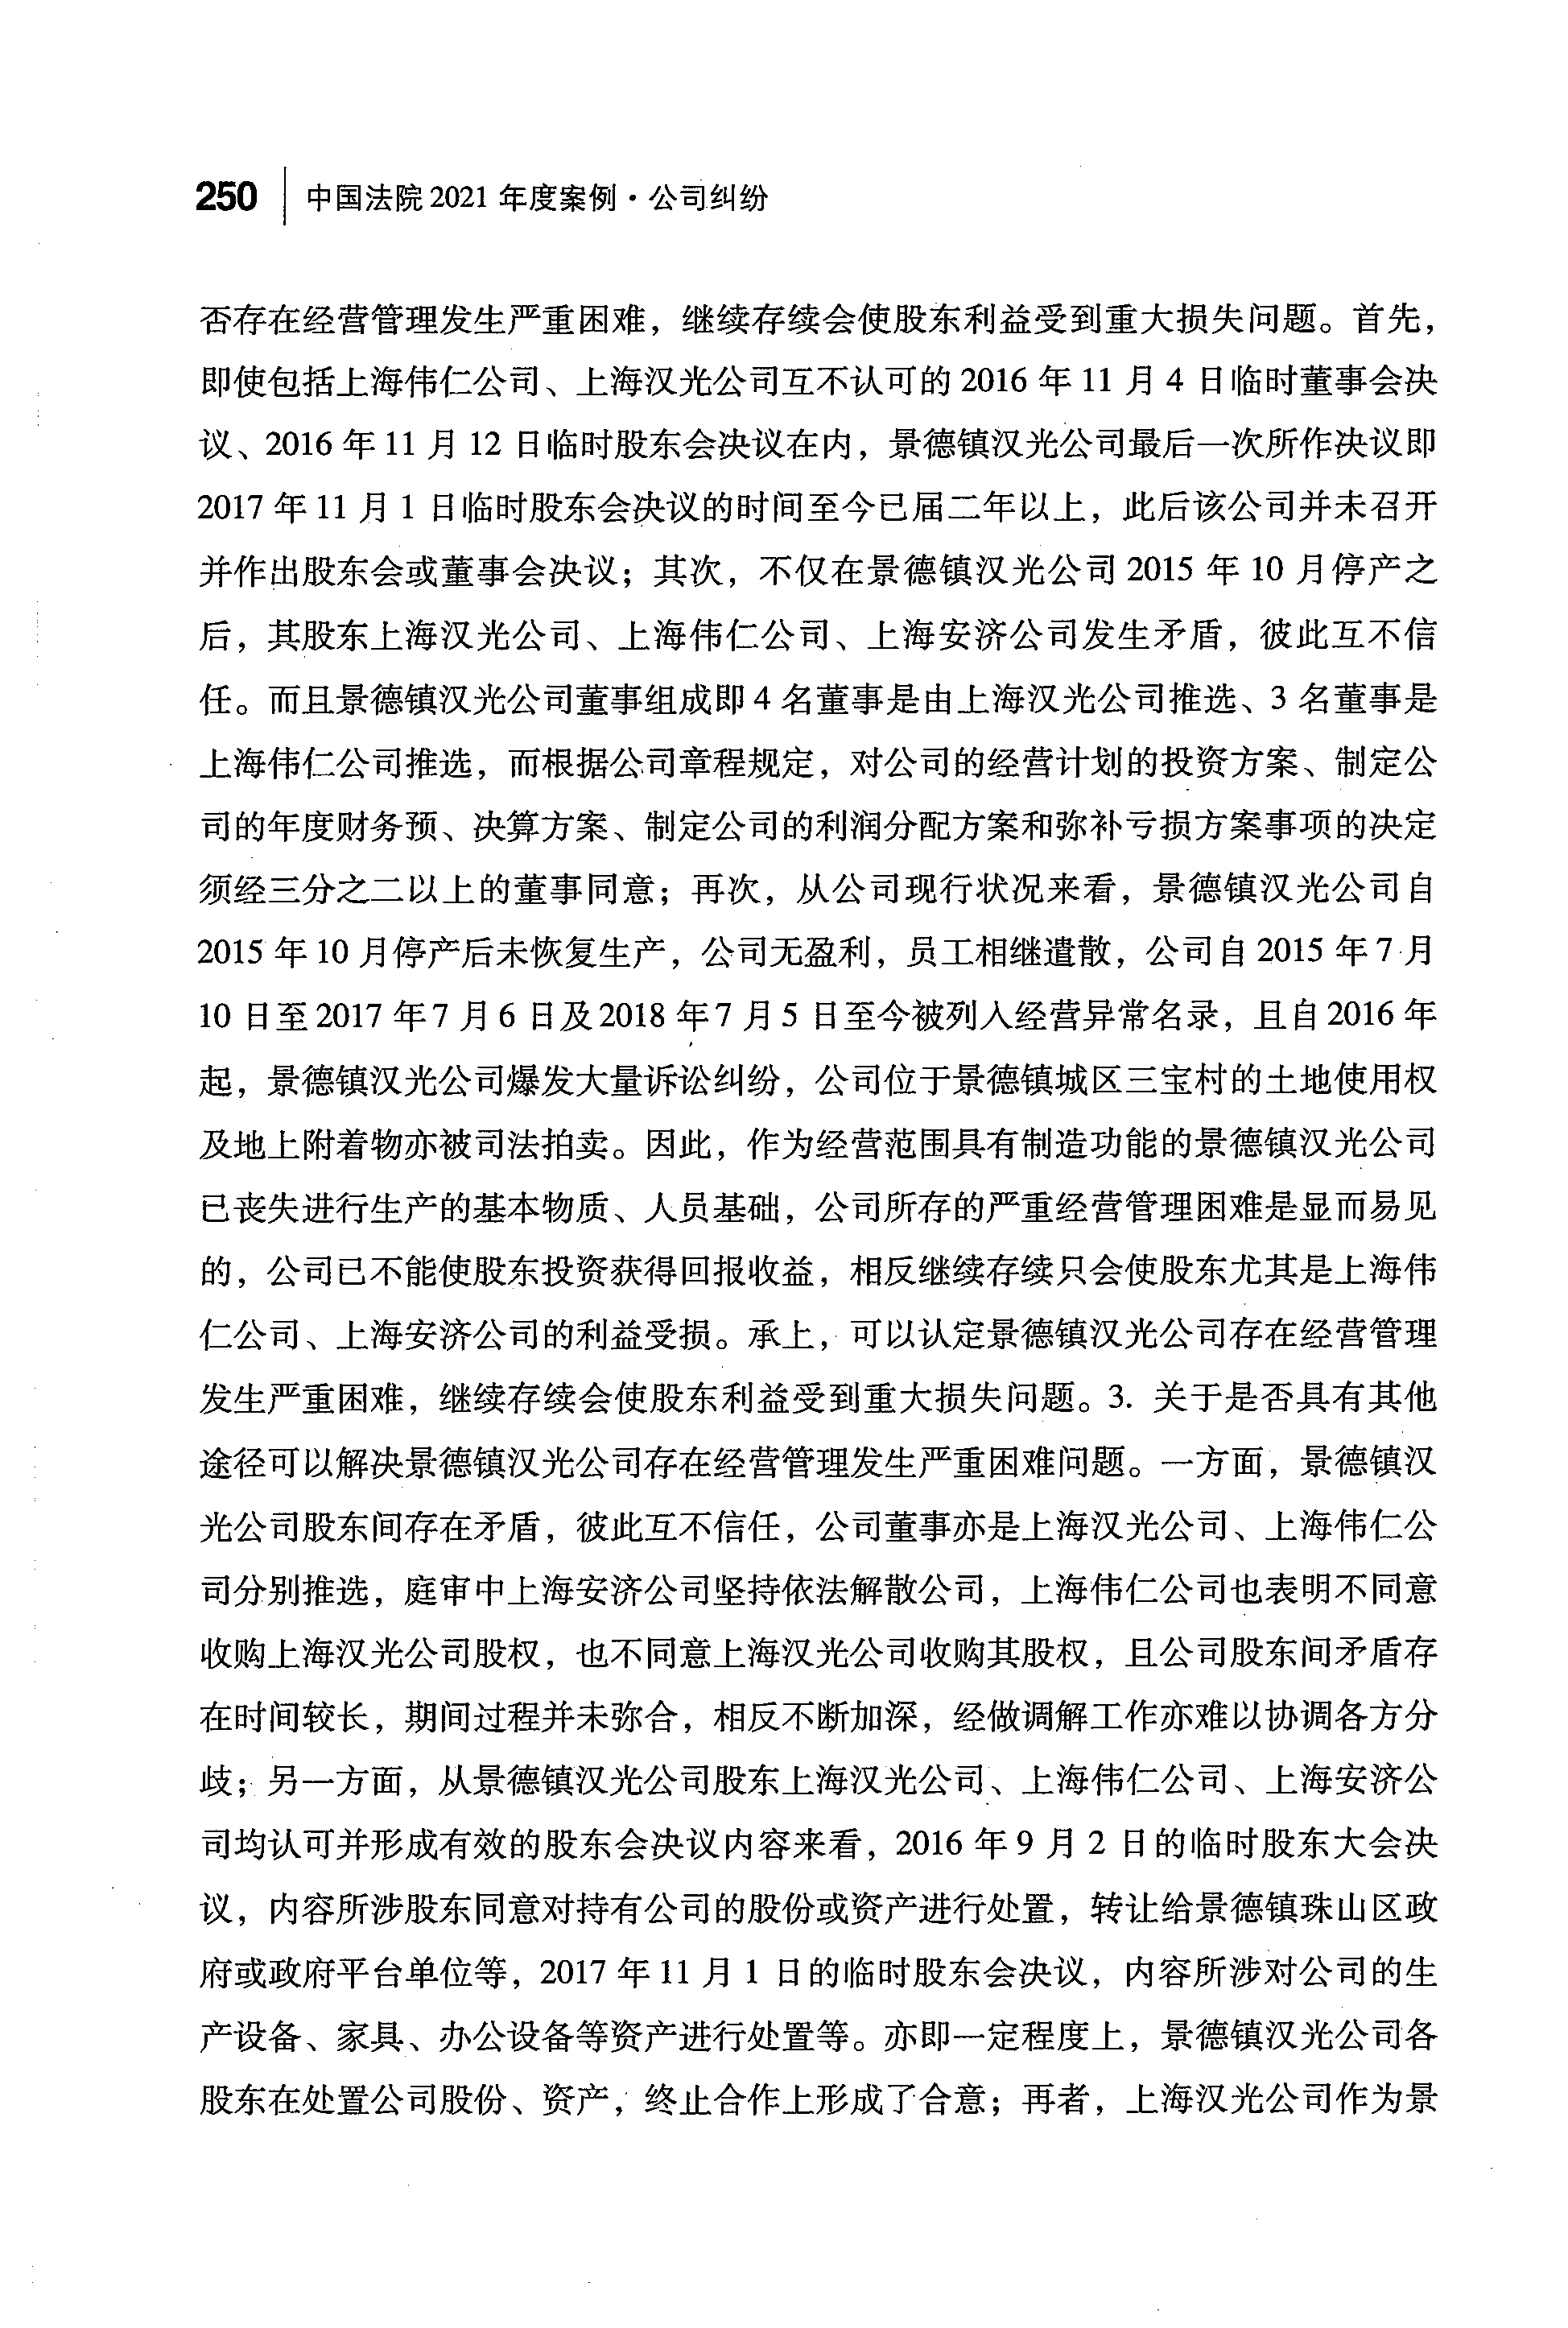 250 中国法院2021年度案例·公司纠纷
否存在经营管理发生严重困难，继续存续会使股东利益受到重大损失问题。首先，
即使包括上海伟仁公司、上海汉光公司互不认可的2016年11月4日临时董事会决
议、2016年11月12日临时股东会决议在内，景德镇汉光公司最后一次所作决议即
2017年11月1日临时股东会决议的时间至今已届二年以上，此后该公司并未召开
并作出股东会或董事会决议；其次，不仅在景德镇汉光公司2015年10月停产之
后，其股东上海汉光公司、上海伟仁公司、上海安济公司发生矛盾，彼此互不信
任。而且景德镇汉光公司董事组成即4名董事是由上海汉光公司推选、3名董事是
上海伟仁公司推选，而根据公司章程规定，对公司的经营计划的投资方案、制定公
司的年度财务预、决算方案、制定公司的利润分配方案和弥补亏损方案事项的决定
须经三分之二以上的董事同意；再次，从公司现行状况来看，景德镇汉光公司自
2015年10月停产后未恢复生产，公司无盈利，员工相继遣散，公司自2015年7月
10日至2017年7月6日及2018年7月5日至今被列入经营异常名录，且自2016年
起，景德镇汉光公司爆发大量诉讼纠纷，公司位于景德镇城区三宝村的土地使用权
及地上附着物亦被司法拍卖。因此，作为经营范围具有制造功能的景德镇汉光公司
已丧失进行生产的基本物质、人员基础，公司所存的严重经营管理困难是显而易见
的，公司已不能使股东投资获得回报收益，相反继续存续只会使股东尤其是上海伟
仁公司、上海安济公司的利益受损。承上，可以认定景德镇汉光公司存在经营管理
发生严重困难，继续存续会使股东利益受到重大损失问题。3. 关于是否具有其他
途径可以解决景德镇汉光公司存在经营管理发生严重困难问题。一方面，景德镇汉
光公司股东间存在矛盾，彼此互不信任，公司董事亦是上海汉光公司、上海伟仁公
司分别推选，庭审中上海安济公司坚持依法解散公司，上海伟仁公司也表明不同意
收购上海汉光公司股权，也不同意上海汉光公司收购其股权，且公司股东间矛盾存
在时间较长，期间过程并未弥合，相反不断加深，经做调解工作亦难以协调各方分
歧；另一方面，从景德镇汉光公司股东上海汉光公司、上海伟仁公司、上海安济公
司均认可并形成有效的股东会决议内容来看，2016年9月2日的临时股东大会决
议，内容所涉股东同意对持有公司的股份或资产进行处置，转让给景德镇珠山区政
府或政府平台单位等，2017年11月1日的临时股东会决议，内容所涉对公司的生
产设备、家具、办公设备等资产进行处置等。亦即一定程度上，景德镇汉光公司各
股东在处置公司股份、资产，终止合作上形成了合意；再者，上海汉光公司作为景